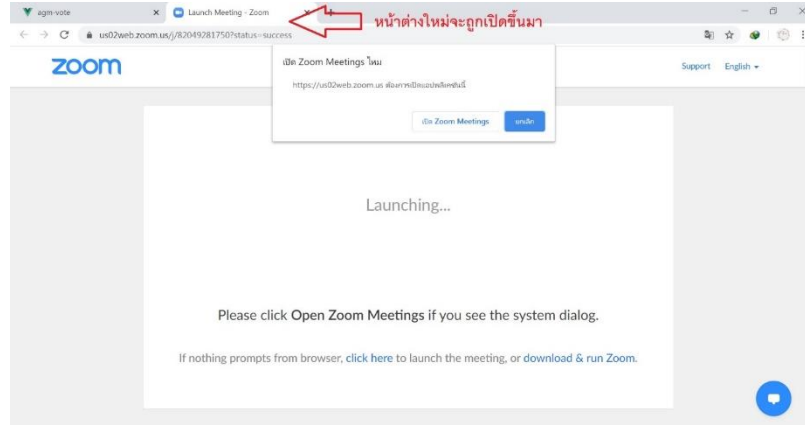 agm-vote
Launch Meeting - Zoom
หน้าต่างใหม่จะถูกเปิดขึ้นมา
us02web.zoom.us/j/82049281750?status=success
zoom
Support English
เปิด Zoom Meetings ไหม
https://us02web.zoom.us ต้องการเปิดแอปพลิเคชันนี้
เปิด Zoom Meetings ยกเลิก
Launching...
Please click Open Zoom Meetings if you see the system dialog.
If nothing prompts from browser, click here to launch the meeting, or download & run Zoom.